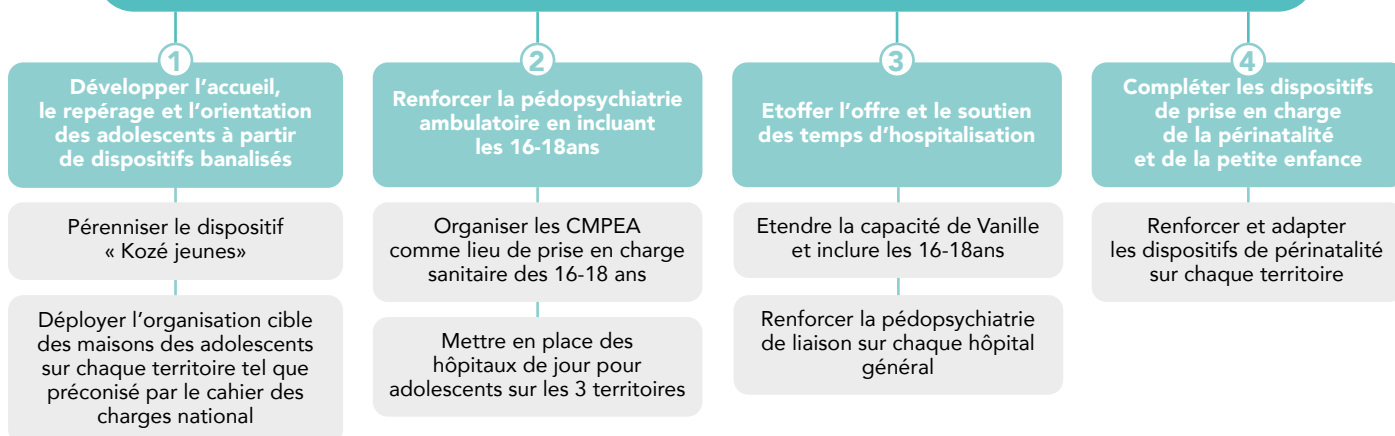 1
Développer l'accueil,
le repérage et l'orientation
des adolescents à partir
de dispositifs banalisés
Pérenniser le dispositif
« Kozé jeunes»
Déployer l'organisation cible
des maisons des adolescents
sur chaque territoire tel que
préconisé par le cahier des
charges national
2
Renforcer la pédopsychiatrie
ambulatoire en incluant
les 16-18ans
Organiser les CMPEA
comme lieu de prise en charge
sanitaire des 16-18 ans
Mettre en place des
hôpitaux de jour pour
adolescents sur les 3 territoires
3
Etoffer l'offre et le soutien
des temps d'hospitalisation
Etendre la capacité de Vanille
et inclure les 16-18ans
Renforcer la pédopsychiatrie
de liaison sur chaque hôpital
général
4
Compléter les dispositifs
de prise en charge
de la périnatalité
et de la petite enfance
Renforcer et adapter
les dispositifs de périnatalité
sur chaque territoire